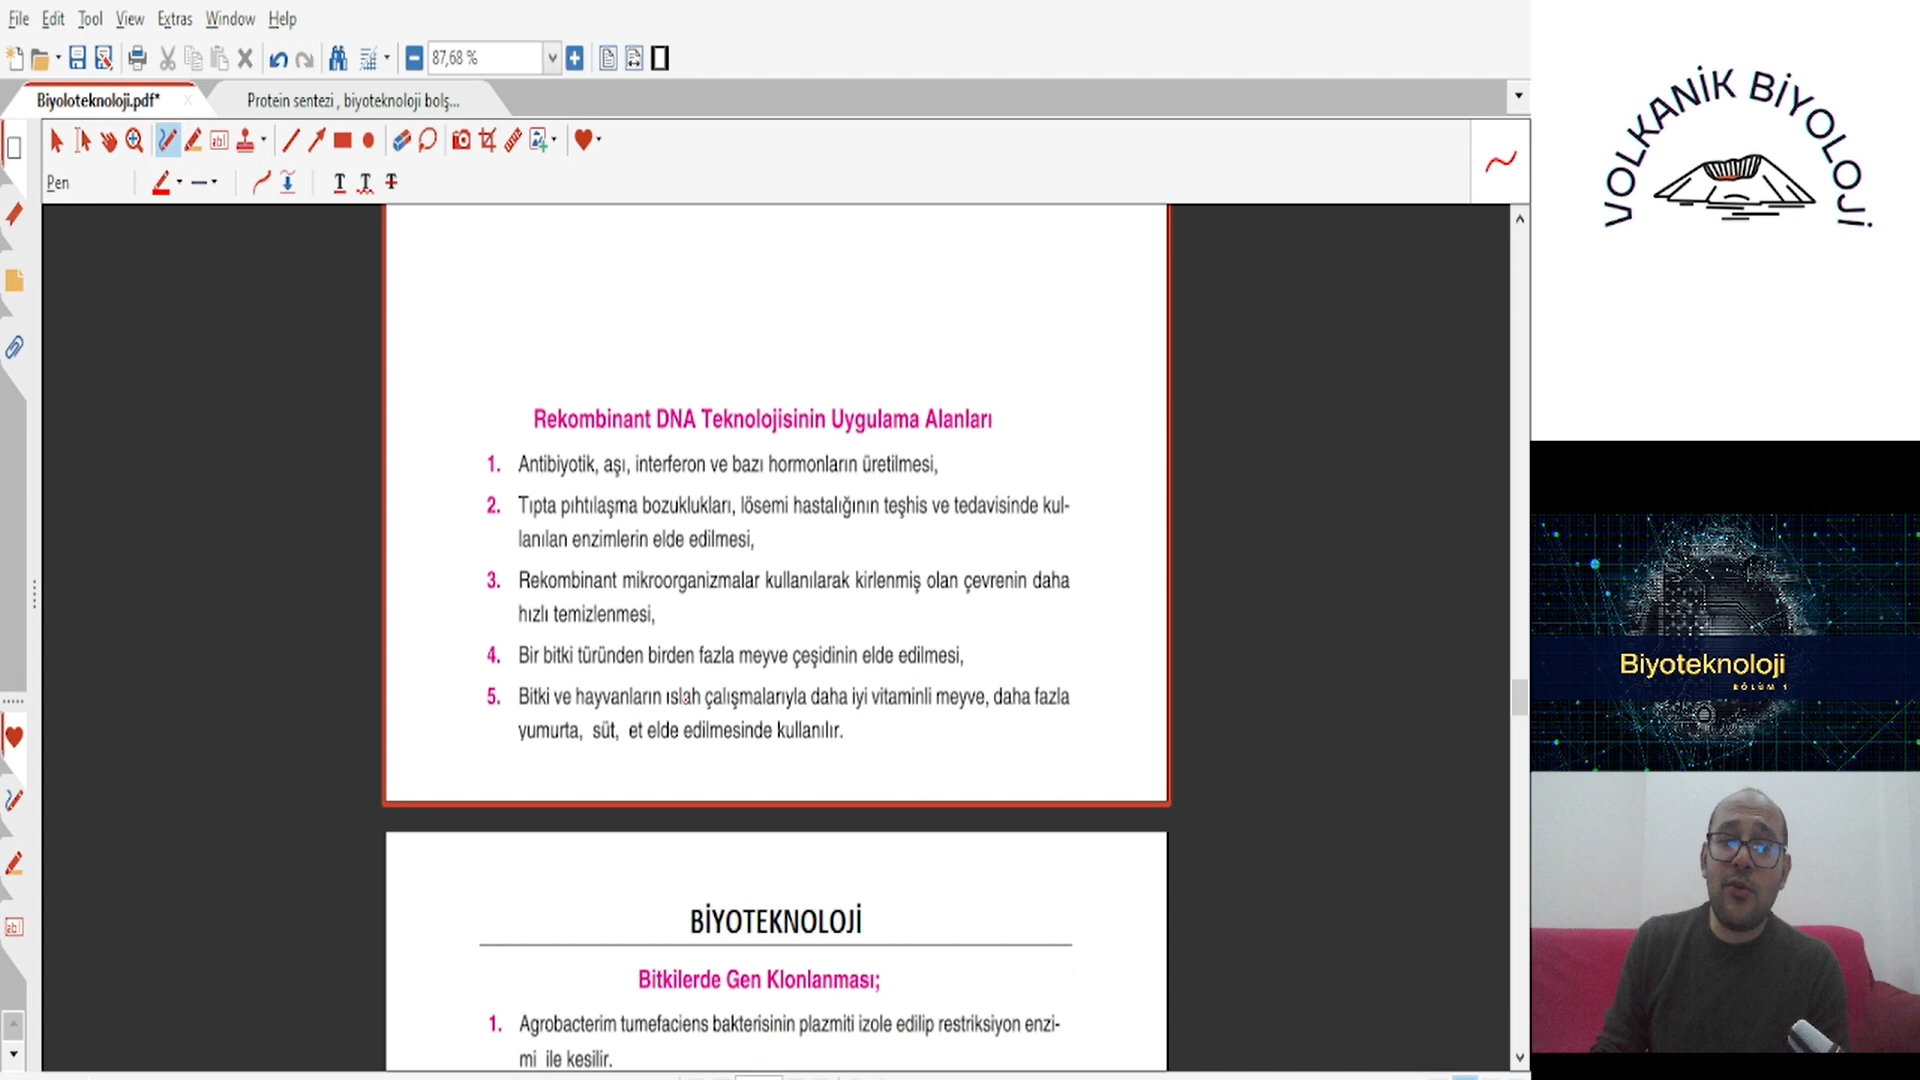 File Edit Tool View Extras Window Help
87,68 %
Biyoloteknoloji.pdf*
Protein sentezi , biyoteknoloji bolş...
Pen
Rekombinant DNA Teknolojisinin Uygulama Alanları
1. Antibiyotik, aşı, interferon ve bazı hormonların üretilmesi,
2. Tıpta pıhtılaşma bozuklukları, lösemi hastalığının teşhis ve tedavisinde kul-
lanılan enzimlerin elde edilmesi,
3. Rekombinant mikroorganizmalar kullanılarak kirlenmiş olan çevrenin daha
hızlı temizlenmesi,
4. Bir bitki türünden birden fazla meyve çeşidinin elde edilmesi,
5. Bitki ve hayvanların ıslah çalışmalarıyla daha iyi vitaminli meyve, daha fazla
yumurta, süt, et elde edilmesinde kullanılır.
BİYOTEKNOLOJİ
Bitkilerde Gen Klonlanması;
1. Agrobacterim tumefaciens bakterisinin plazmiti izole edilip restriksiyon enzi-
mi ile kesilir.
VOLKANİK BİYOLOJİ
Biyoteknoloji
BÖLÜM 1